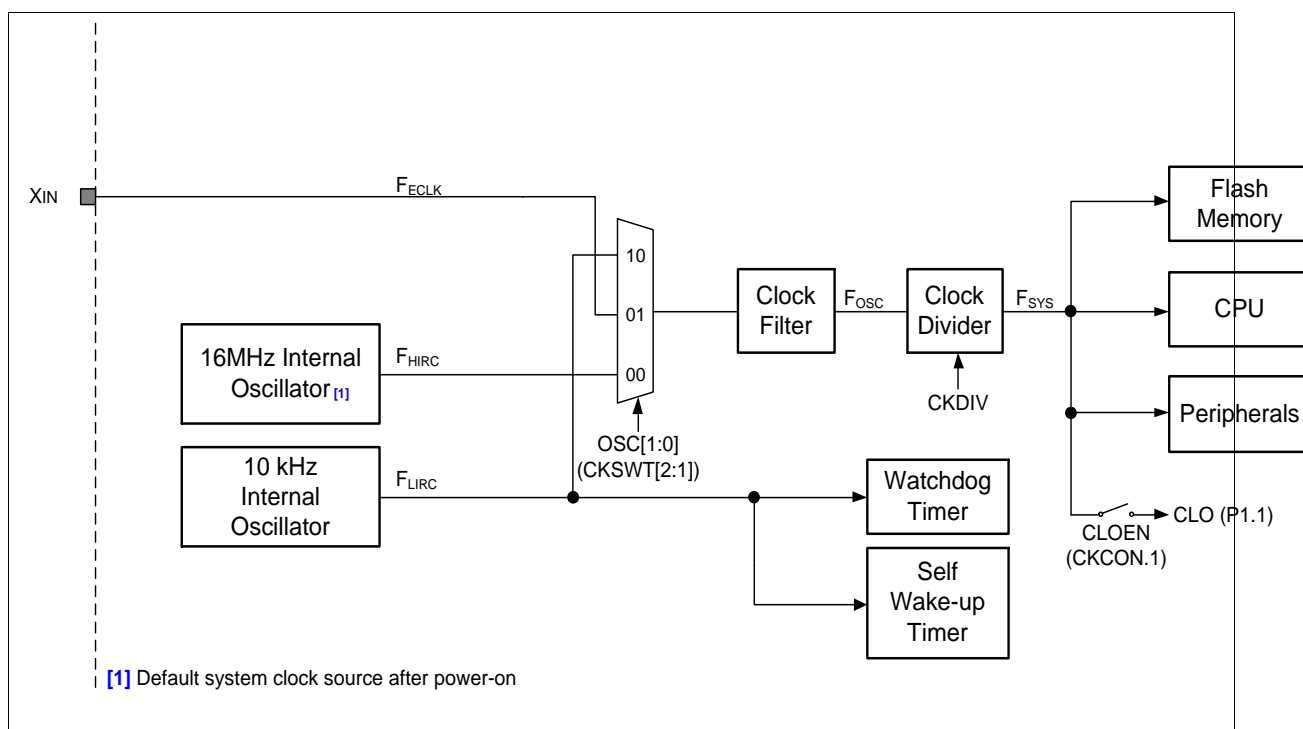 XIN
FECLK
Flash
Memory
10
Clock
Filter
FOSC
Clock
Divider
FSYS
CPU
01
16MHz Internal
Oscillator[1]
FHIRC
00
CKDIV
Peripherals
OSC[1:0]
(CKSWT[2:1])
10 kHz
Internal
Oscillator
FLIRC
Watchdog
Timer
CLO (P1.1)
CLOEN
(CKCON.1)
Self
Wake-up
Timer
[1] Default system clock source after power-on